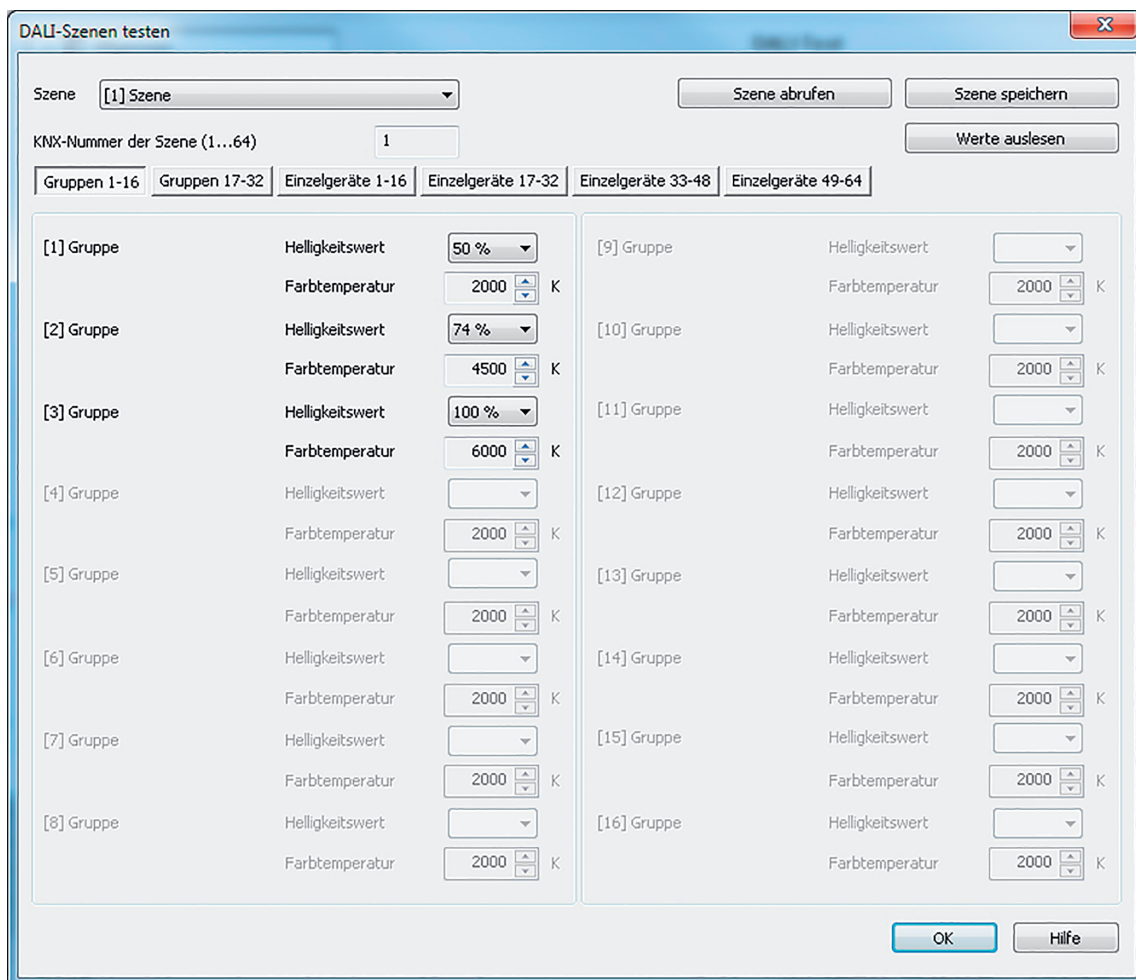 DALI-Szenen testen
Szene [1] Szene Szene abrufen Szene speichern
KNX-Nummer der Szene (1...64) 1 Werte auslesen
Gruppen 1-16 Gruppen 17-32 Einzelgeräte 1-16 Einzelgeräte 17-32 Einzelgeräte 33-48 Einzelgeräte 49-64
[1] Gruppe Helligkeitswert 50 %
Farbtemperatur 2000 K
[2] Gruppe Helligkeitswert 74 %
Farbtemperatur 4500 K
[3] Gruppe Helligkeitswert 100 %
Farbtemperatur 6000 K
[4] Gruppe Helligkeitswert
Farbtemperatur 2000 K
[5] Gruppe Helligkeitswert
Farbtemperatur 2000 K
[6] Gruppe Helligkeitswert
Farbtemperatur 2000 K
[7] Gruppe Helligkeitswert
Farbtemperatur 2000 K
[8] Gruppe Helligkeitswert
Farbtemperatur 2000 K
[9] Gruppe Helligkeitswert
Farbtemperatur 2000 K
[10] Gruppe Helligkeitswert
Farbtemperatur 2000 K
[11] Gruppe Helligkeitswert
Farbtemperatur 2000 K
[12] Gruppe Helligkeitswert
Farbtemperatur 2000 K
[13] Gruppe Helligkeitswert
Farbtemperatur 2000 K
[14] Gruppe Helligkeitswert
Farbtemperatur 2000 K
[15] Gruppe Helligkeitswert
Farbtemperatur 2000 K
[16] Gruppe Helligkeitswert
Farbtemperatur 2000 K
OK Hilfe